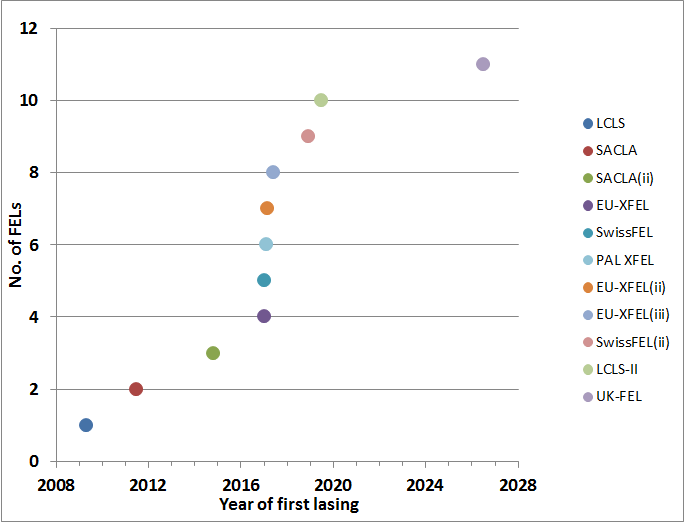 12
10
8
6
4
2
0
No. of FELs
2008 2012 2016 2020 2024 2028
Year of first lasing
LCLS
SACLA
SACLA(ii)
EU-XFEL
SwissFEL
PAL XFEL
EU-XFEL(ii)
EU-XFEL(iii)
SwissFEL(ii)
LCLS-II
UK-FEL